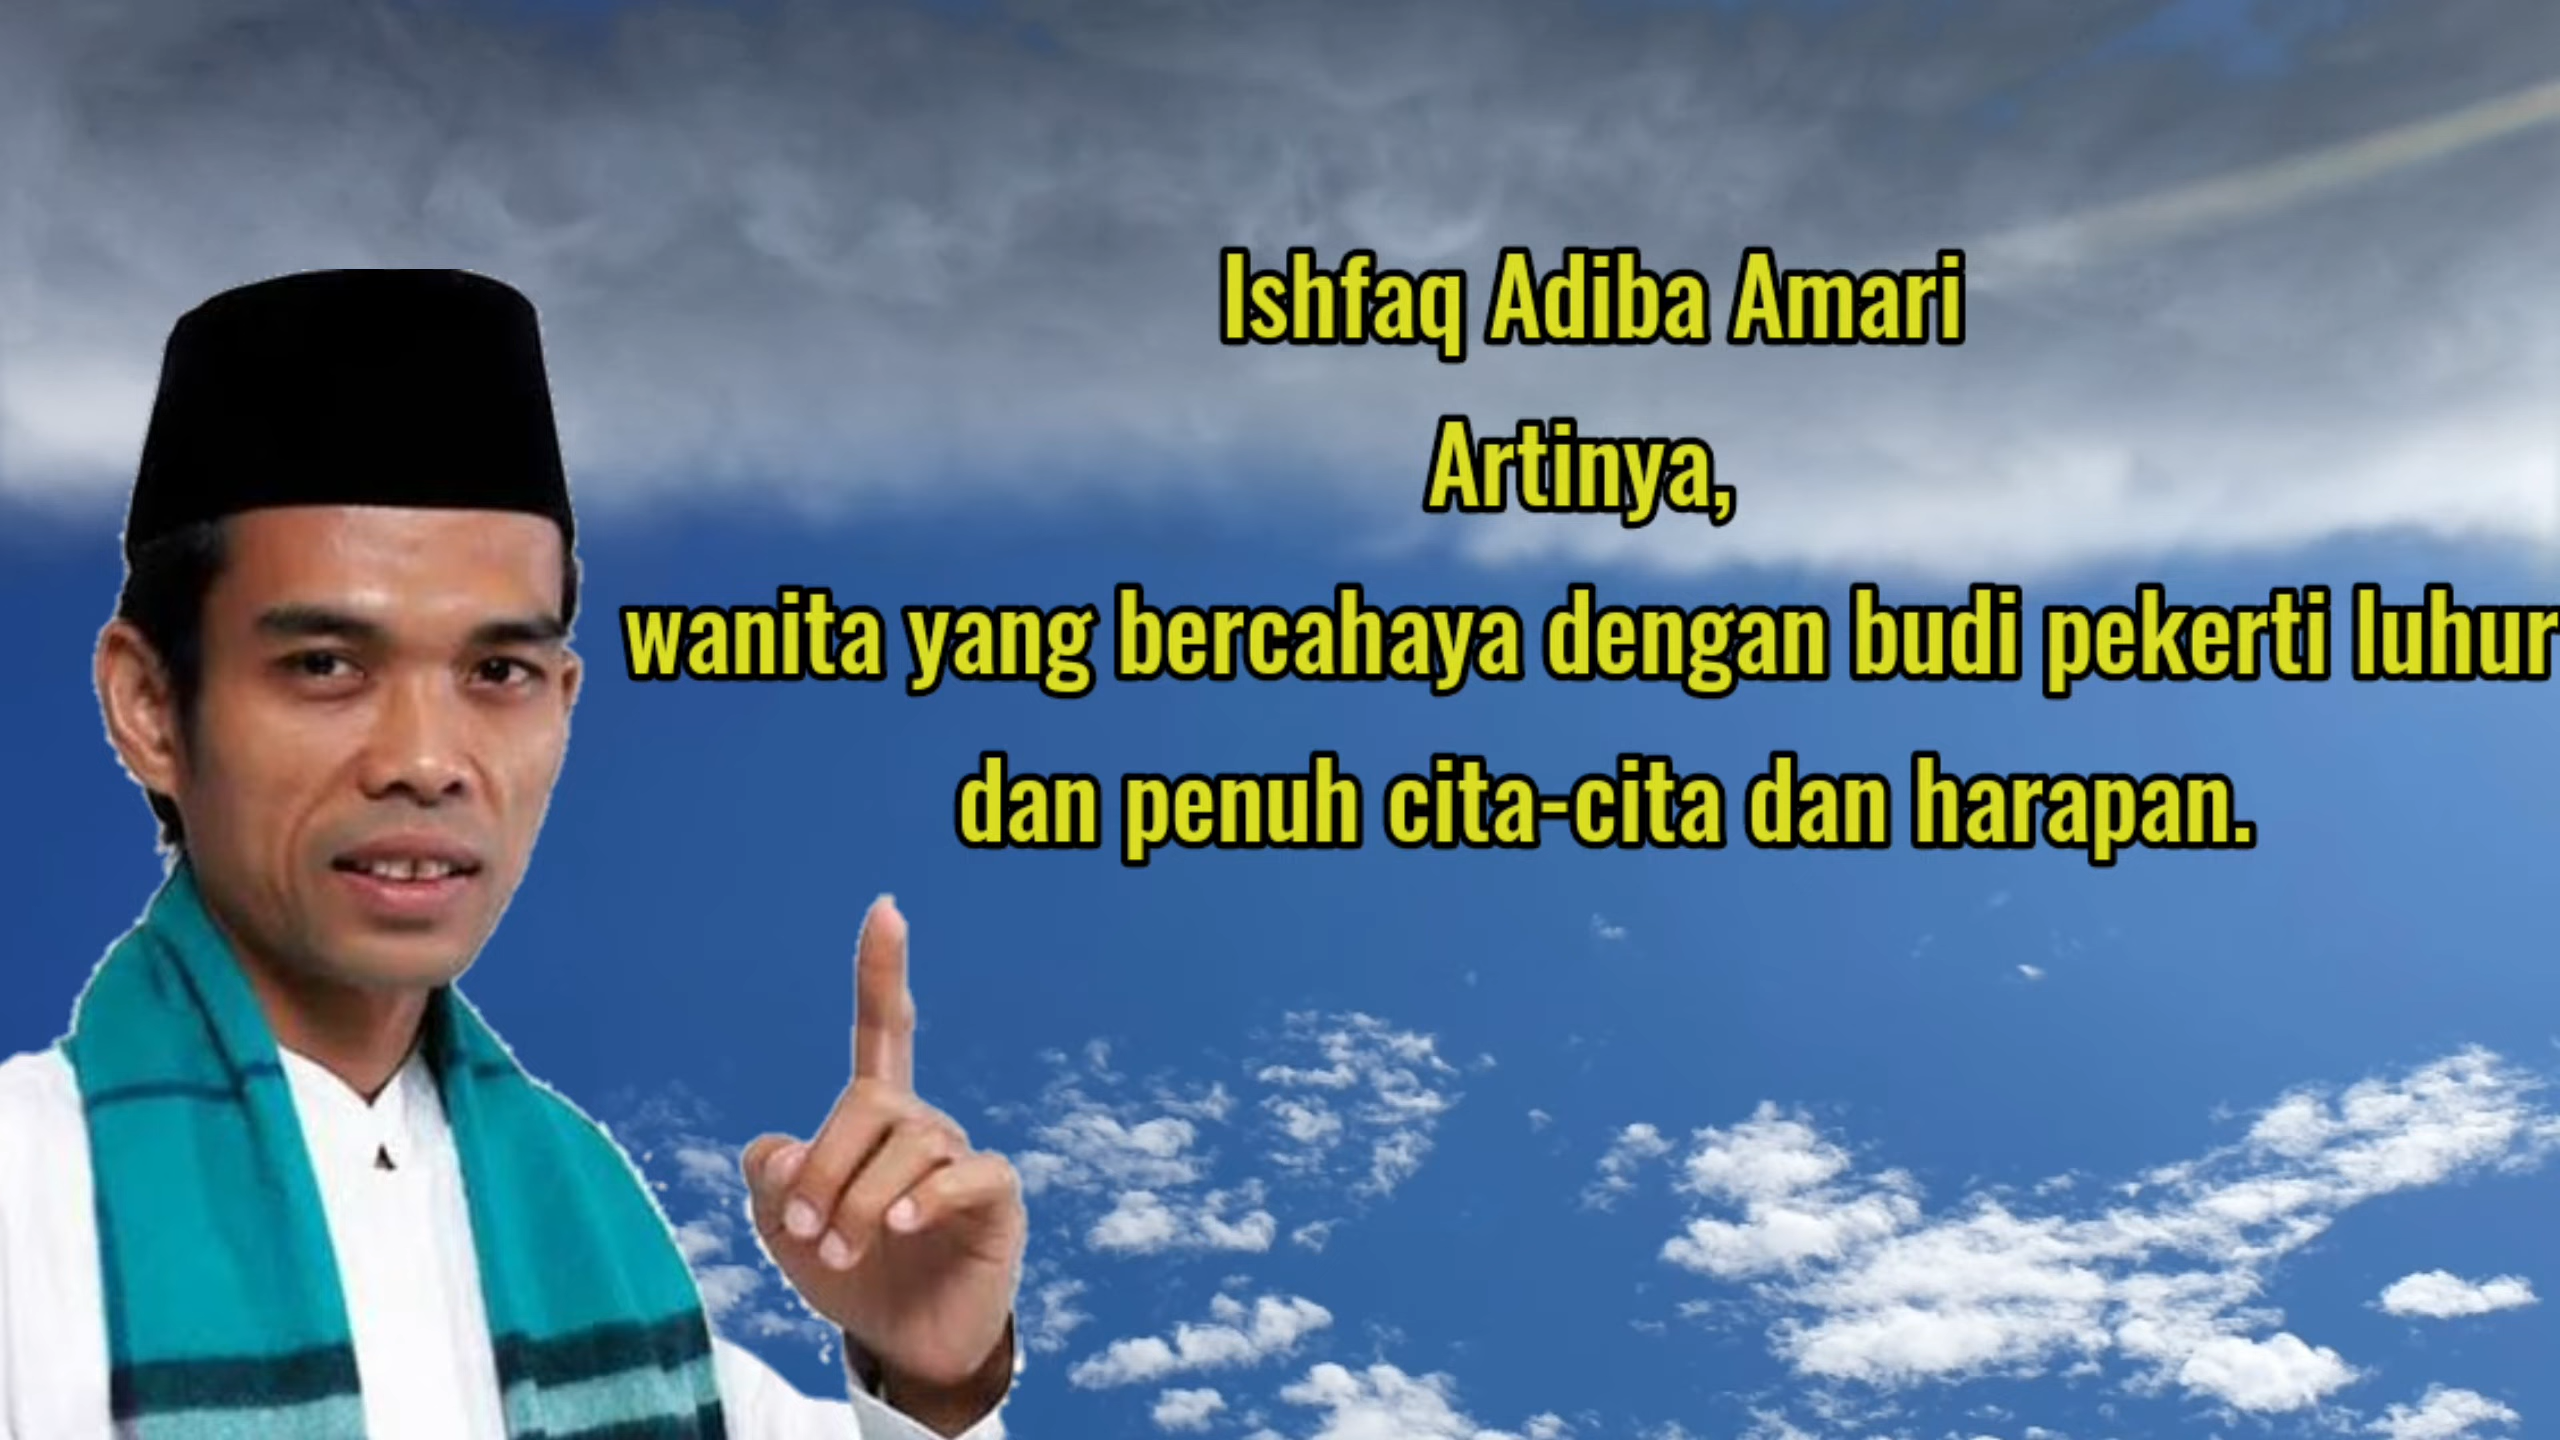 Ishfaq Adiba Amari
Artinya,
wanita yang bercahaya dengan budi pekerti luhur
dan penuh cita-cita dan harapan.